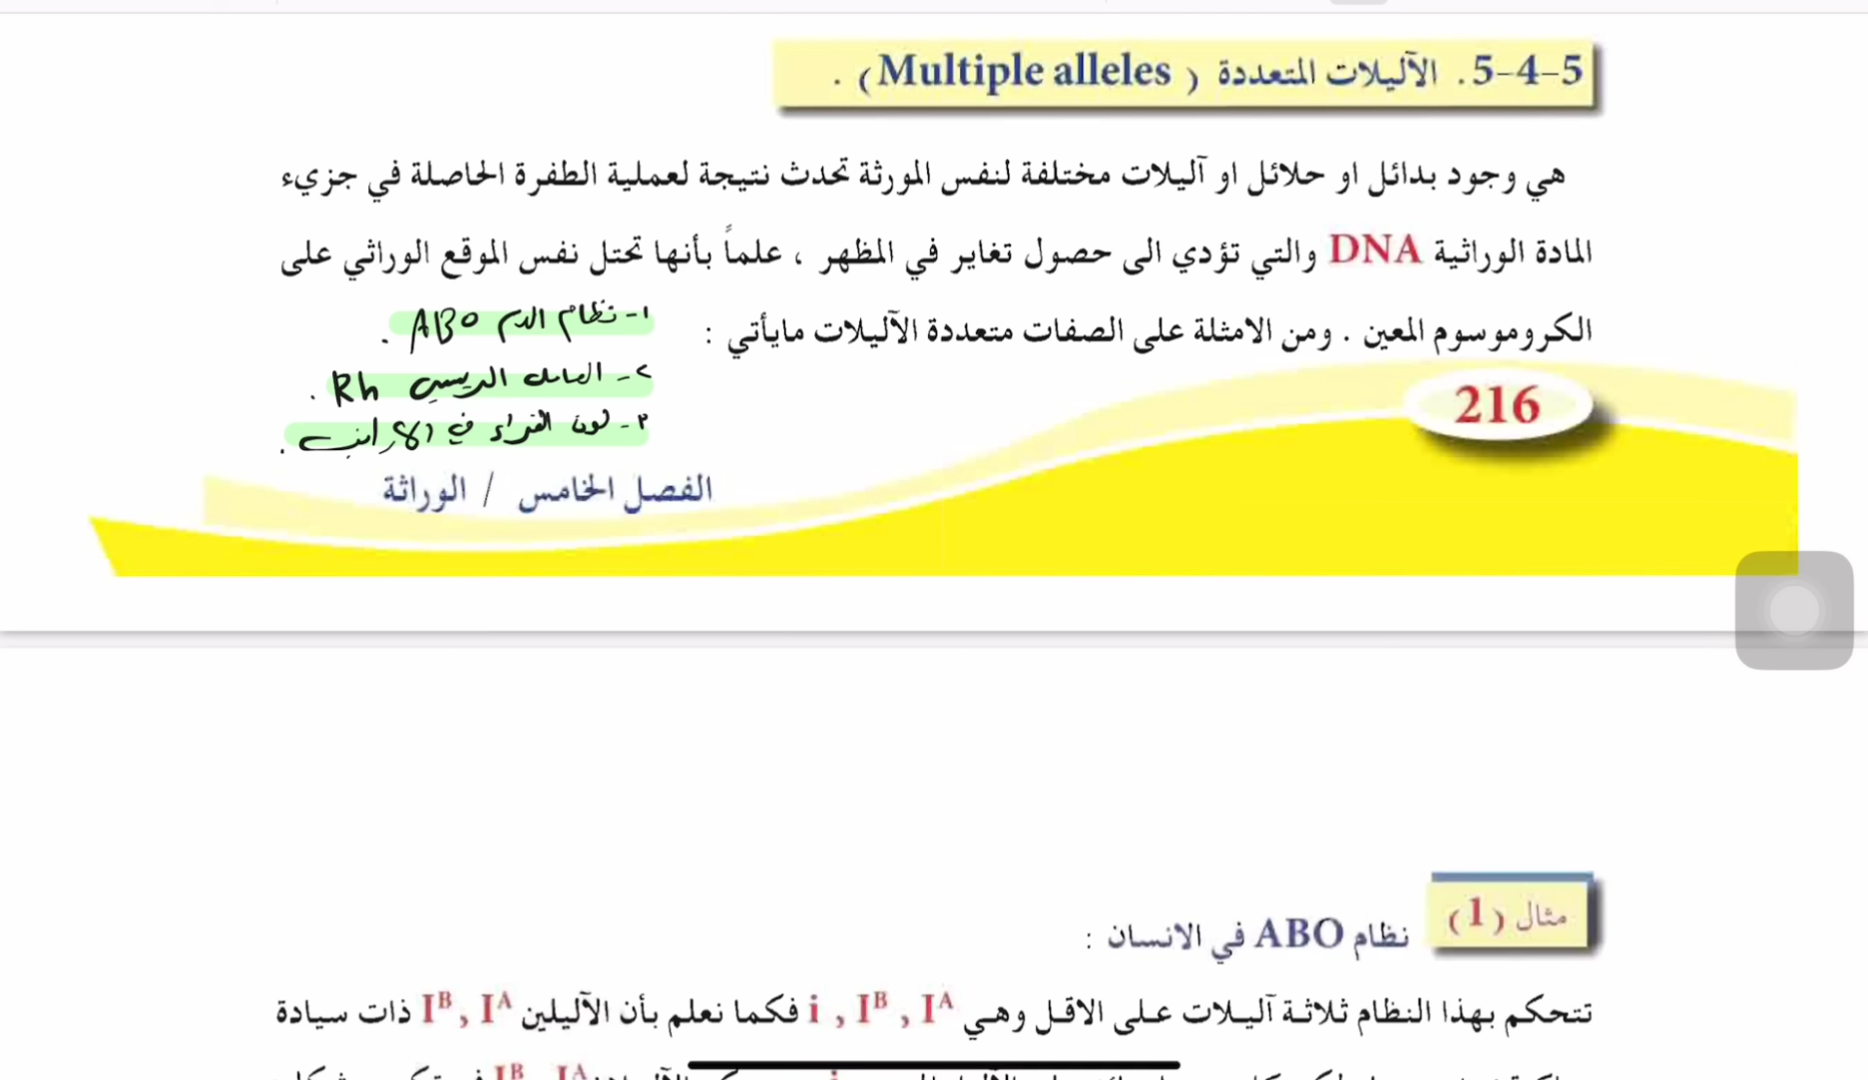 5-4-5. الآليلات المتعددة ( Multiple alleles ) .
هي وجود بدائل او حلائل او آليلات مختلفة لنفس المورثة تحدث نتيجة لعملية الطفرة الحاصلة في جزيء
المادة الوراثية DNA والتي تؤدي الى حصول تغاير في المظهر ، علماً بأنها تحتل نفس الموقع الوراثي على
الكروموسوم المعين . ومن الامثلة على الصفات متعددة الآليلات مايأتي :
١- نظام الدم ABO .
٢- العامل الريسي Rh .
٣- لون الفراء في الارانب .
216
الفصل الخامس / الوراثة
مثال (1)
نظام ABO في الانسان :
تتحكم بهذا النظام ثلاثة آليلات على الاقل وهي Iᴬ , Iᴮ , i فكما نعلم بأن الآليلين Iᴬ , Iᴮ ذات سيادة